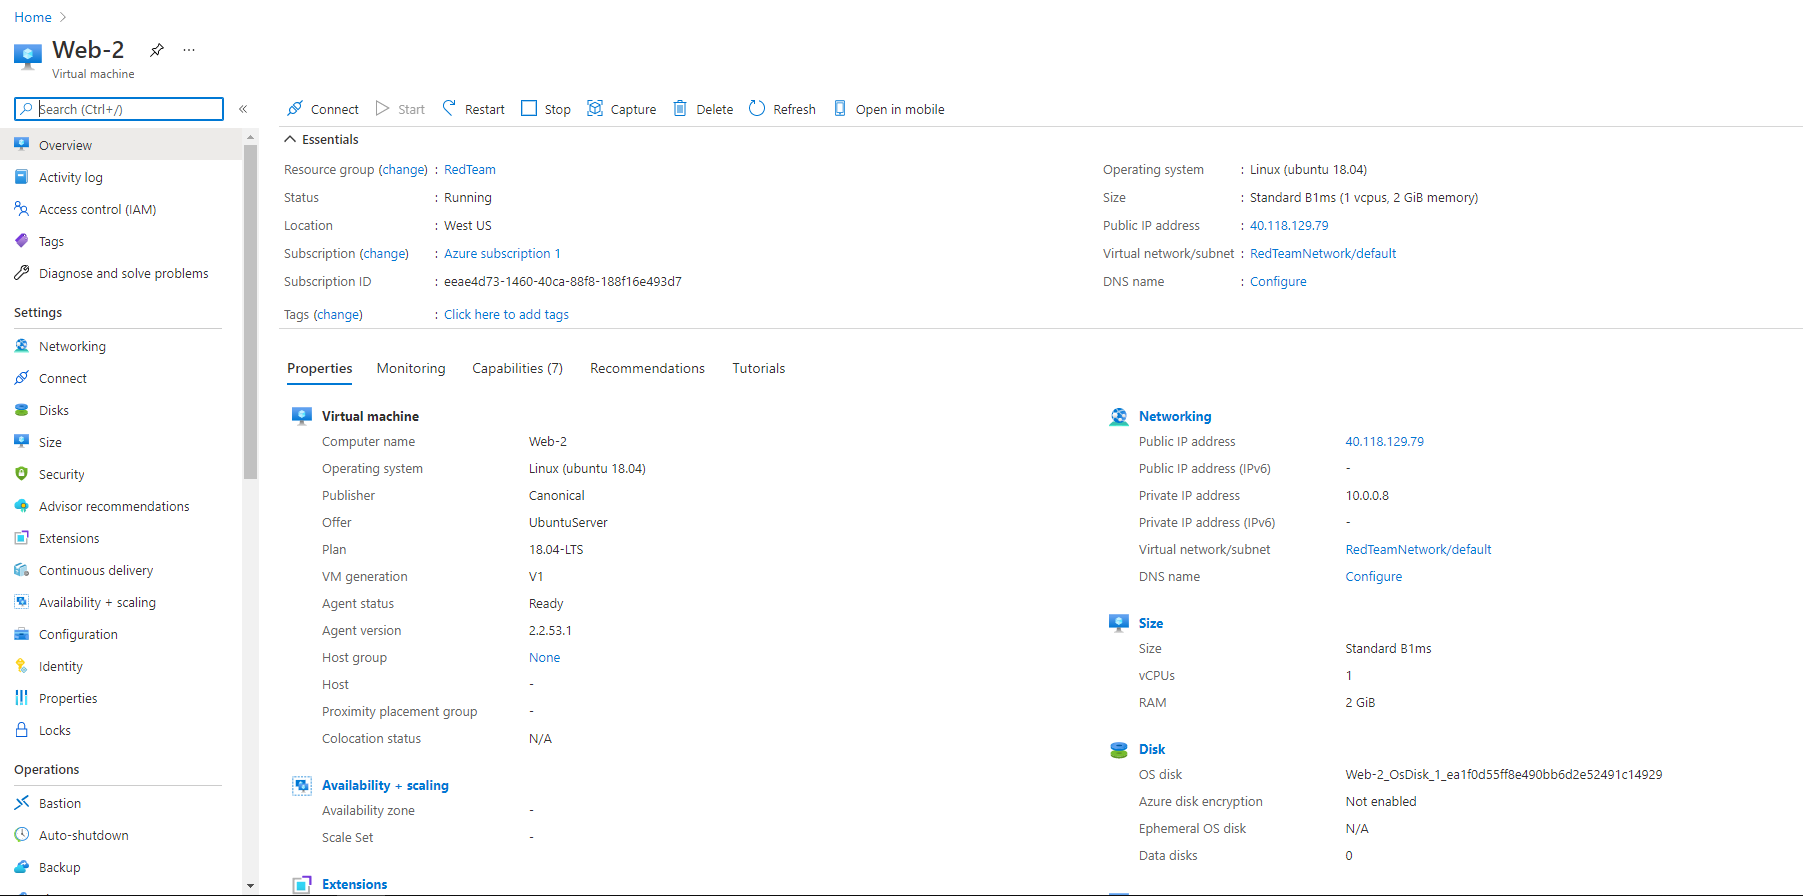 Home
Web-2
Virtual machine
Search (Ctrl+/)
Overview
Activity log
Access control (IAM)
Tags
Diagnose and solve problems
Settings
Networking
Connect
Disks
Size
Security
Advisor recommendations
Extensions
Continuous delivery
Availability + scaling
Configuration
Identity
Properties
Locks
Operations
Bastion
Auto-shutdown
Backup
Connect Start Restart Stop Capture Delete Refresh Open in mobile
Essentials
Resource group (change) : RedTeam
Status : Running
Location : West US
Subscription (change) : Azure subscription 1
Subscription ID : eeae4d73-1460-40ca-88f8-188f16e493d7
Tags (change) : Click here to add tags
Operating system : Linux (ubuntu 18.04)
Size : Standard B1ms (1 vcpus, 2 GiB memory)
Public IP address : 40.118.129.79
Virtual network/subnet : RedTeamNetwork/default
DNS name : Configure
Properties Monitoring Capabilities (7) Recommendations Tutorials
Virtual machine
Computer name Web-2
Operating system Linux (ubuntu 18.04)
Publisher Canonical
Offer UbuntuServer
Plan 18.04-LTS
VM generation V1
Agent status Ready
Agent version 2.2.53.1
Host group None
Host -
Proximity placement group -
Colocation status N/A
Availability + scaling
Availability zone -
Scale Set -
Extensions
Networking
Public IP address 40.118.129.79
Public IP address (IPv6) -
Private IP address 10.0.0.8
Private IP address (IPv6) -
Virtual network/subnet RedTeamNetwork/default
DNS name Configure
Size
Size Standard B1ms
vCPUs 1
RAM 2 GiB
Disk
OS disk Web-2_OsDisk_1_ea1f0d55ff8e490bb6d2e52491c14929
Azure disk encryption Not enabled
Ephemeral OS disk N/A
Data disks 0